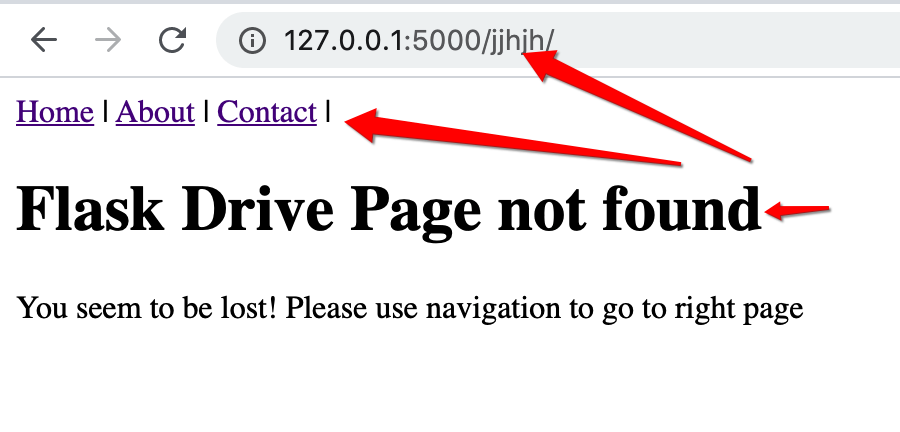 127.0.0.1:5000/jjhjh/
Home | About | Contact |
Flask Drive Page not found
You seem to be lost! Please use navigation to go to right page